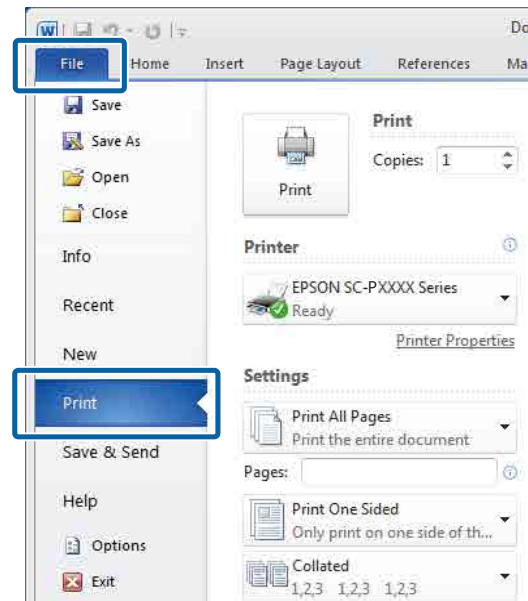 W
Do
File Home Insert Page Layout References Ma
Save
Save As
Open
Close
Info
Recent
New
Print
Save & Send
Help
Options
Exit
Print
Print
Copies: 1
Printer
EPSON SC-PXXXX Series
Ready
Printer Properties
Settings
Print All Pages
Print the entire document
Pages:
Print One Sided
Only print on one side of th...
Collated
1,2,3 1,2,3 1,2,3